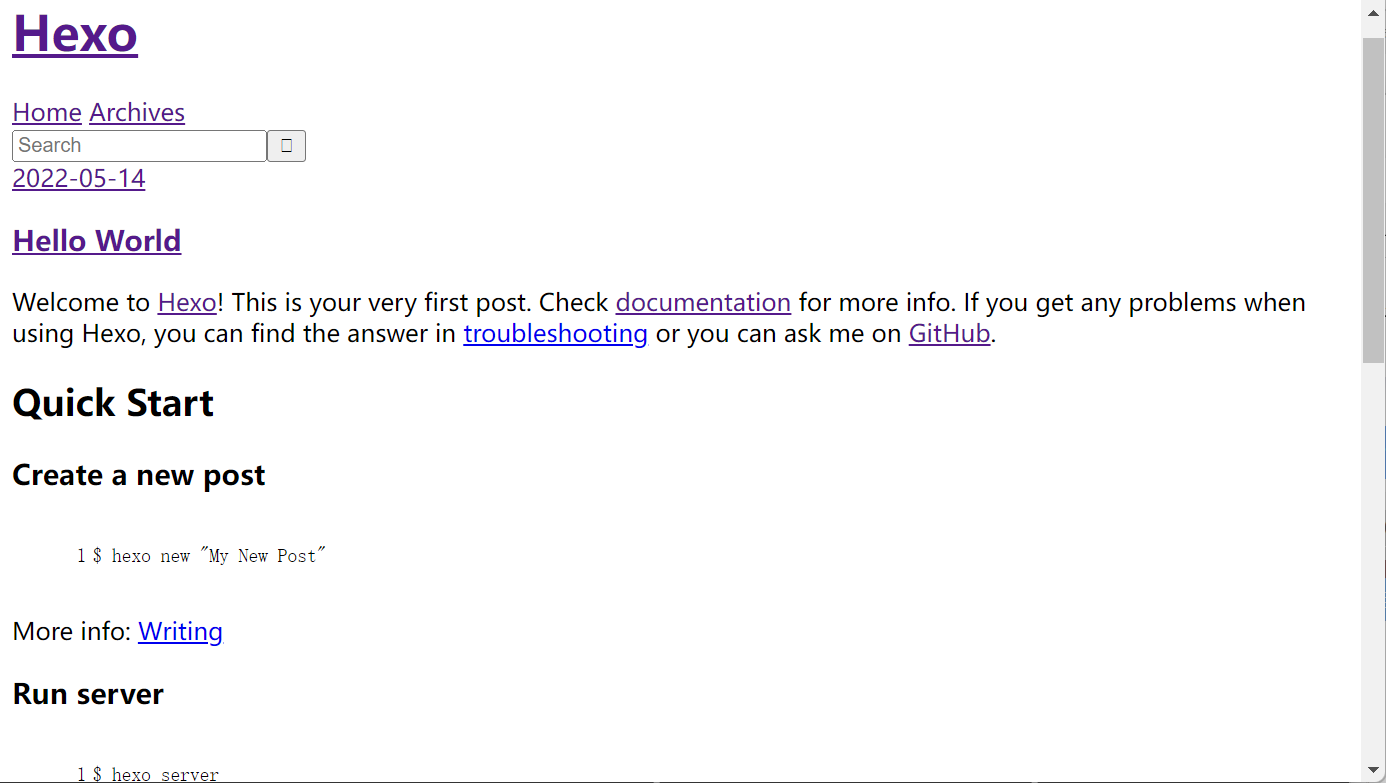 Hexo
Home Archives
Search
2022-05-14
Hello World
Welcome to Hexo! This is your very first post. Check documentation for more info. If you get any problems when
using Hexo, you can find the answer in troubleshooting or you can ask me on GitHub.
Quick Start
Create a new post
1 $ hexo new "My New Post"
More info: Writing
Run server
1 $ hexo server